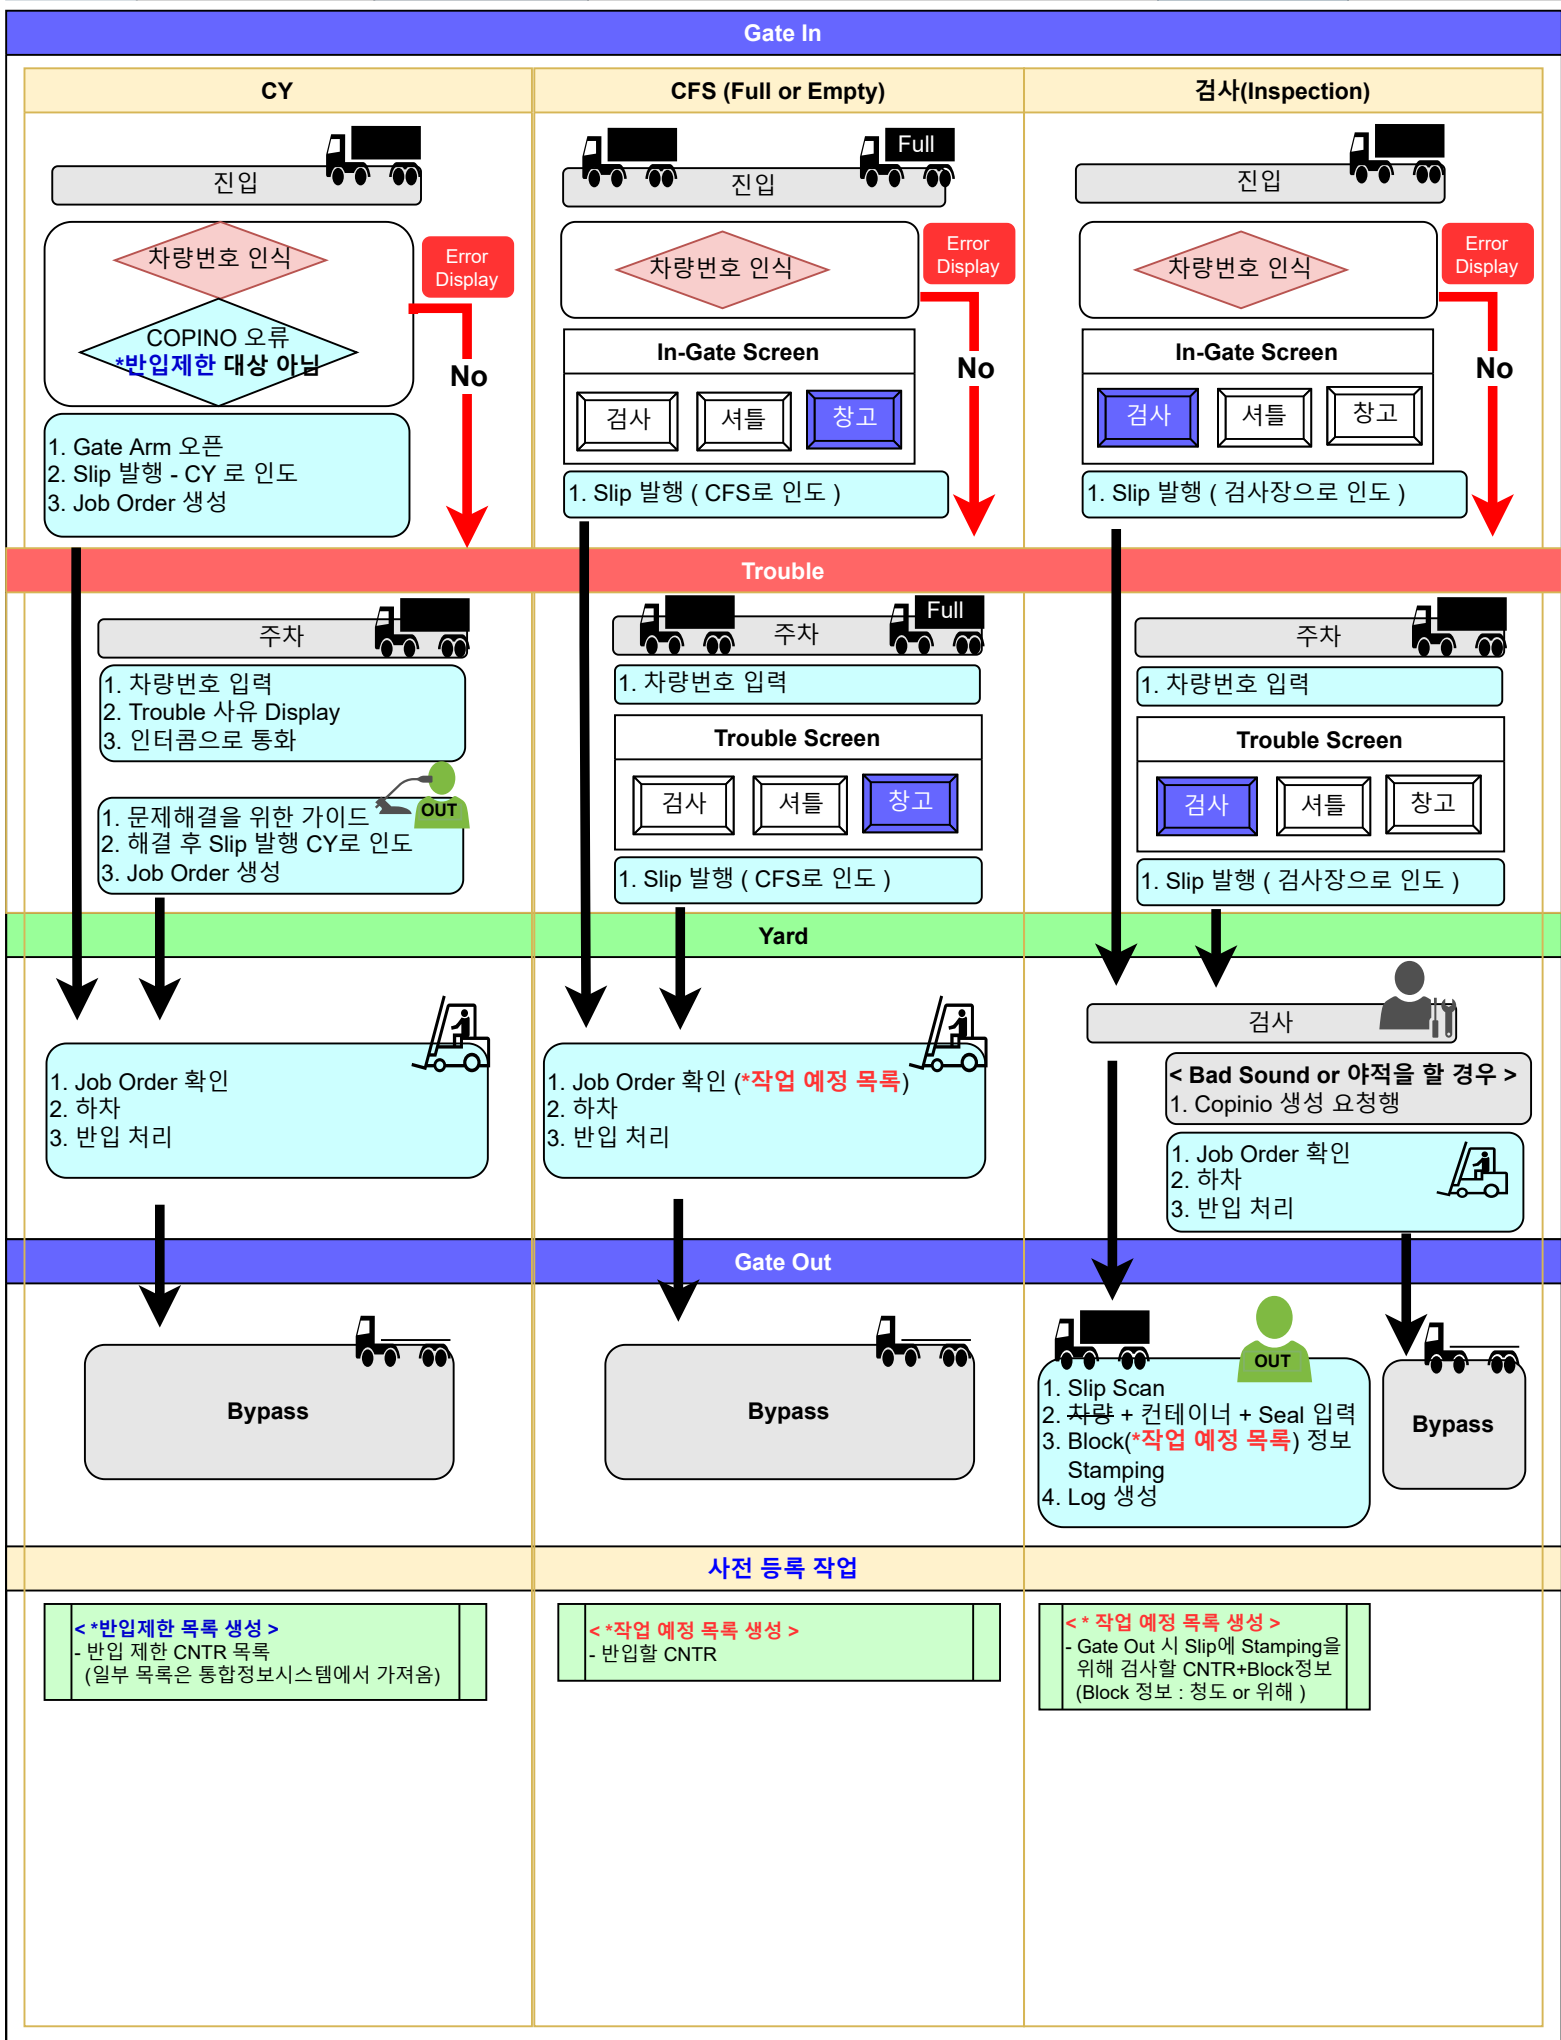 Gate In
CY
CFS (Full or Empty)
검사(Inspection)
진입
Full
진입
진입
차량번호 인식
Error
Display
COPINO 오류
*반입제한 대상 아님
No
1. Gate Arm 오픈
2. Slip 발행 - CY 로 인도
3. Job Order 생성
차량번호 인식
Error
Display
In-Gate Screen
No
검사
셔틀
창고
1. Slip 발행 ( CFS로 인도 )
차량번호 인식
Error
Display
In-Gate Screen
No
검사
셔틀
창고
1. Slip 발행 ( 검사장으로 인도 )
Trouble
주차
1. 차량번호 입력
2. Trouble 사유 Display
3. 인터콤으로 통화
OUT
1. 문제해결을 위한 가이드
2. 해결 후 Slip 발행 CY로 인도
3. Job Order 생성
Full
주차
1. 차량번호 입력
Trouble Screen
검사
셔틀
창고
1. Slip 발행 ( CFS로 인도 )
주차
1. 차량번호 입력
Trouble Screen
검사
셔틀
창고
1. Slip 발행 ( 검사장으로 인도 )
Yard
1. Job Order 확인
2. 하차
3. 반입 처리
1. Job Order 확인 (*작업 예정 목록)
2. 하차
3. 반입 처리
검사
< Bad Sound or 야적을 할 경우 >
1. Copinio 생성 요청행
1. Job Order 확인
2. 하차
3. 반입 처리
Gate Out
Bypass
Bypass
OUT
1. Slip Scan
2. 차량 + 컨테이너 + Seal 입력
3. Block(*작업 예정 목록) 정보
Stamping
4. Log 생성
Bypass
사전 등록 작업
< *반입제한 목록 생성 >
- 반입 제한 CNTR 목록
(일부 목록은 통합정보시스템에서 가져옴)
< *작업 예정 목록 생성 >
- 반입할 CNTR
< * 작업 예정 목록 생성 >
- Gate Out 시 Slip에 Stamping을
위해 검사할 CNTR+Block정보
(Block 정보 : 청도 or 위해 )